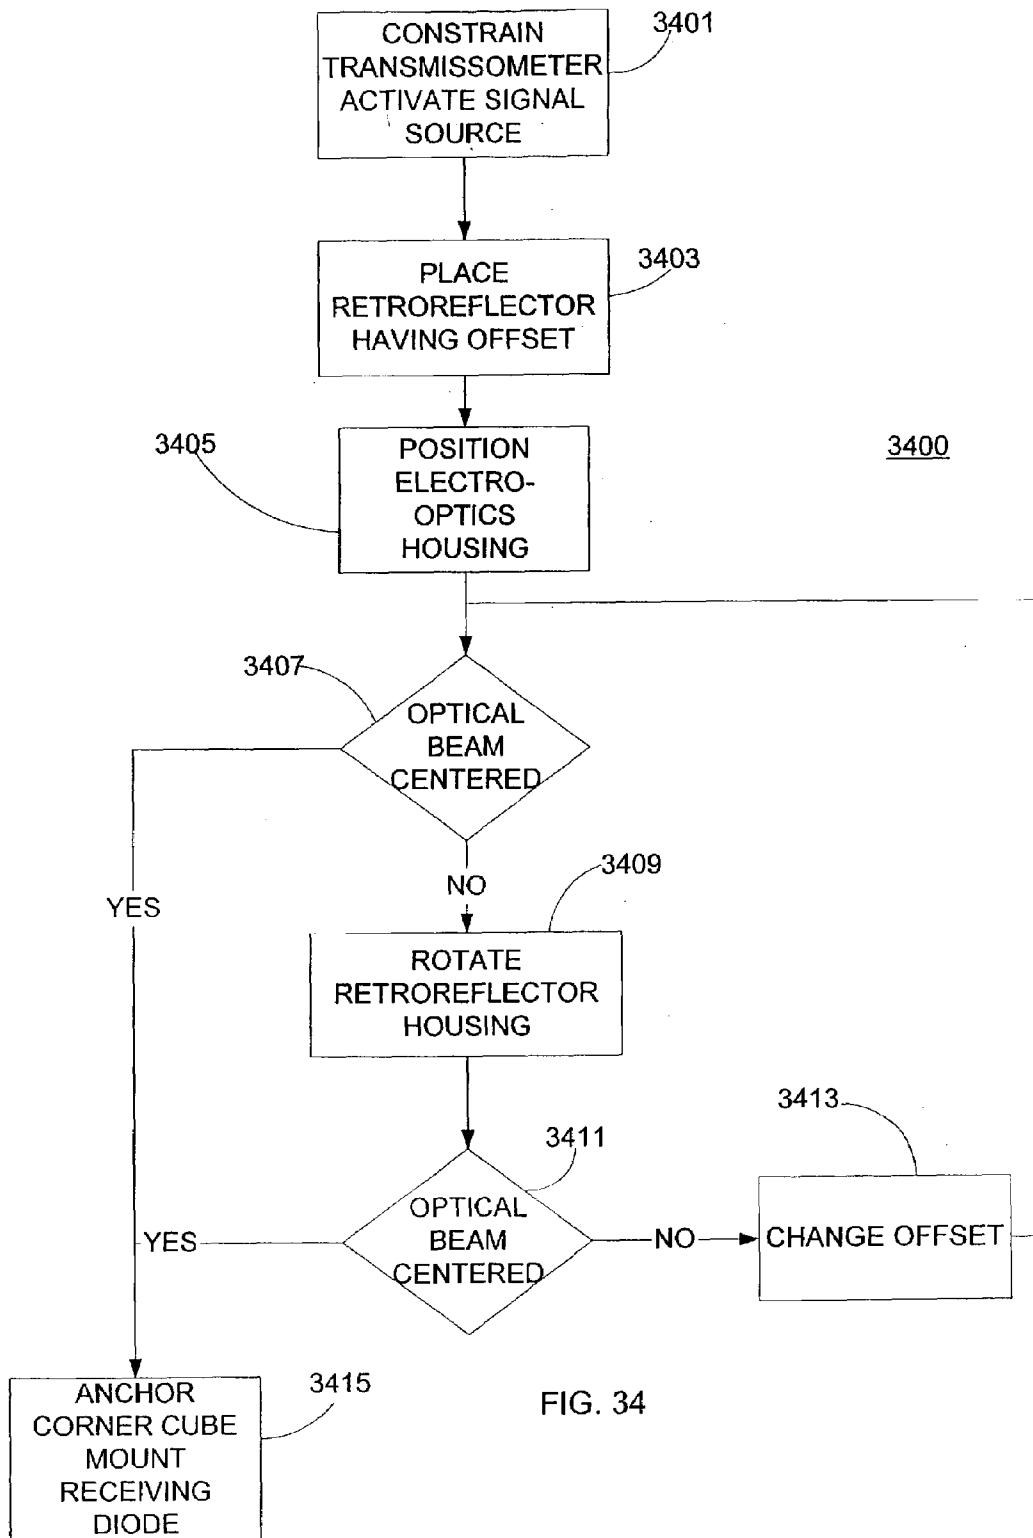 CONSTRAIN
TRANSMISSOMETER
ACTIVATE SIGNAL
SOURCE
3401
PLACE
RETROREFLECTOR
HAVING OFFSET
3403
3405
POSITION
ELECTRO-
OPTICS
HOUSING
3400
3407
OPTICAL
BEAM
CENTERED
YES
NO
3409
ROTATE
RETROREFLECTOR
HOUSING
3411
OPTICAL
BEAM
CENTERED
YES
NO
3413
CHANGE OFFSET
3415
ANCHOR
CORNER CUBE
MOUNT
RECEIVING
DIODE
FIG. 34